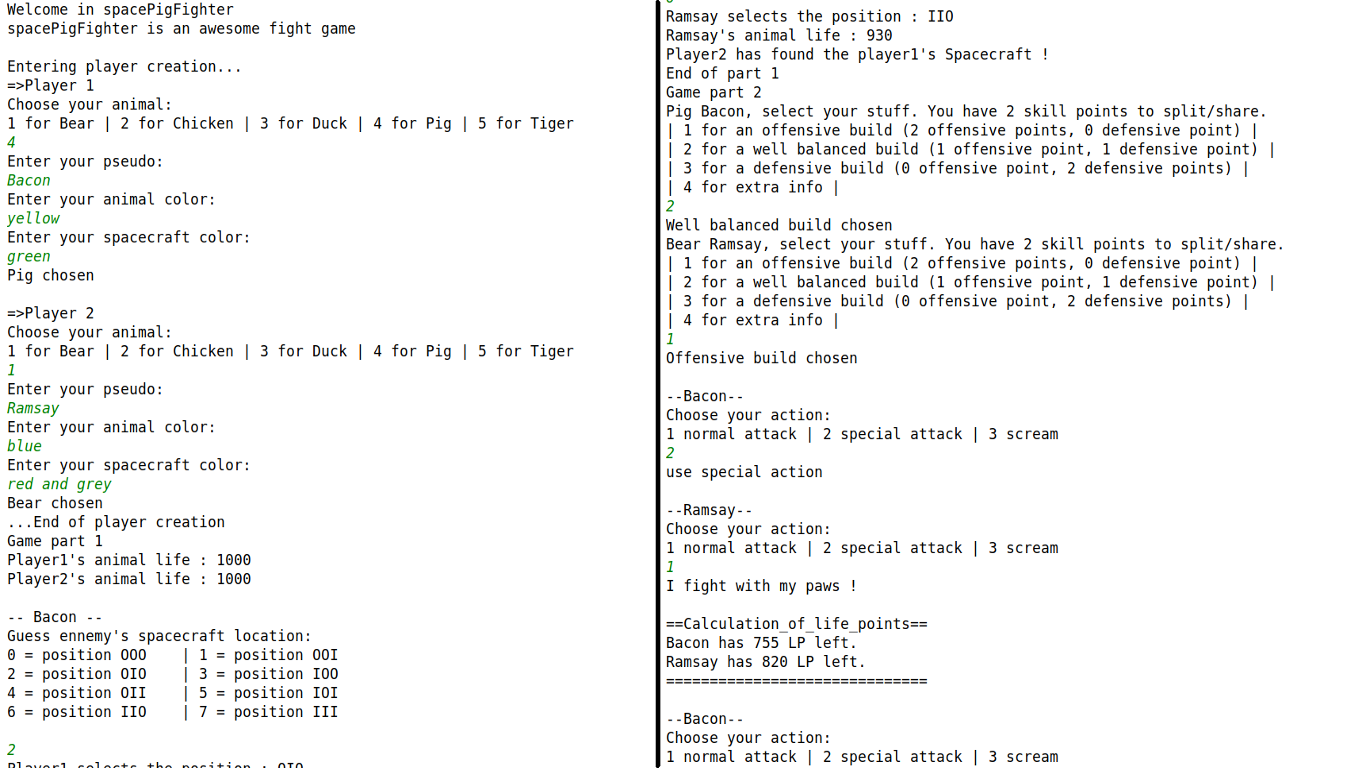 Welcome in spacePigFighter
spacePigFighter is an awesome fight game
Entering player creation...
=>Player 1
Choose your animal:
1 for Bear | 2 for Chicken | 3 for Duck | 4 for Pig | 5 for Tiger
4
Enter your pseudo:
Bacon
Enter your animal color:
yellow
Enter your spacecraft color:
green
Pig chosen
=>Player 2
Choose your animal:
1 for Bear | 2 for Chicken | 3 for Duck | 4 for Pig | 5 for Tiger
1
Enter your pseudo:
Ramsay
Enter your animal color:
blue
Enter your spacecraft color:
red and grey
Bear chosen
...End of player creation
Game part 1
Player1's animal life : 1000
Player2's animal life : 1000
-- Bacon --
Guess ennemy's spacecraft location:
0 = position OOO | 1 = position OOI
2 = position OIO | 3 = position IOO
4 = position OII | 5 = position IOI
6 = position IIO | 7 = position III
2
Player1 selects the position : OIO
Ramsay selects the position : IIO
Ramsay's animal life : 930
Player2 has found the player1's Spacecraft !
End of part 1
Game part 2
Pig Bacon, select your stuff. You have 2 skill points to split/share.
| 1 for an offensive build (2 offensive points, 0 defensive point) |
| 2 for a well balanced build (1 offensive point, 1 defensive point) |
| 3 for a defensive build (0 offensive point, 2 defensive points) |
| 4 for extra info |
2
Well balanced build chosen
Bear Ramsay, select your stuff. You have 2 skill points to split/share.
| 1 for an offensive build (2 offensive points, 0 defensive point) |
| 2 for a well balanced build (1 offensive point, 1 defensive point) |
| 3 for a defensive build (0 offensive point, 2 defensive points) |
| 4 for extra info |
1
Offensive build chosen
--Bacon--
Choose your action:
1 normal attack | 2 special attack | 3 scream
2
use special action
--Ramsay--
Choose your action:
1 normal attack | 2 special attack | 3 scream
1
I fight with my paws !
==Calculation_of_life_points==
Bacon has 755 LP left.
Ramsay has 820 LP left.
==============================
--Bacon--
Choose your action:
1 normal attack | 2 special attack | 3 scream